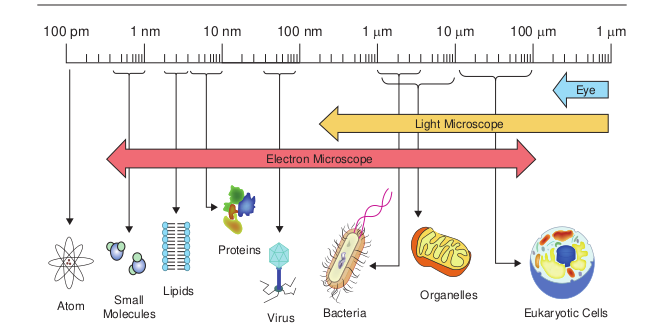 100 pm 1 nm 10 nm 100 nm 1 µm 10 µm 100 µm 1 µm
Eye
Light Microscope
Electron Microscope
Proteins
Atom
Small
Molecules
Lipids
Virus
Bacteria
Organelles
Eukaryotic Cells